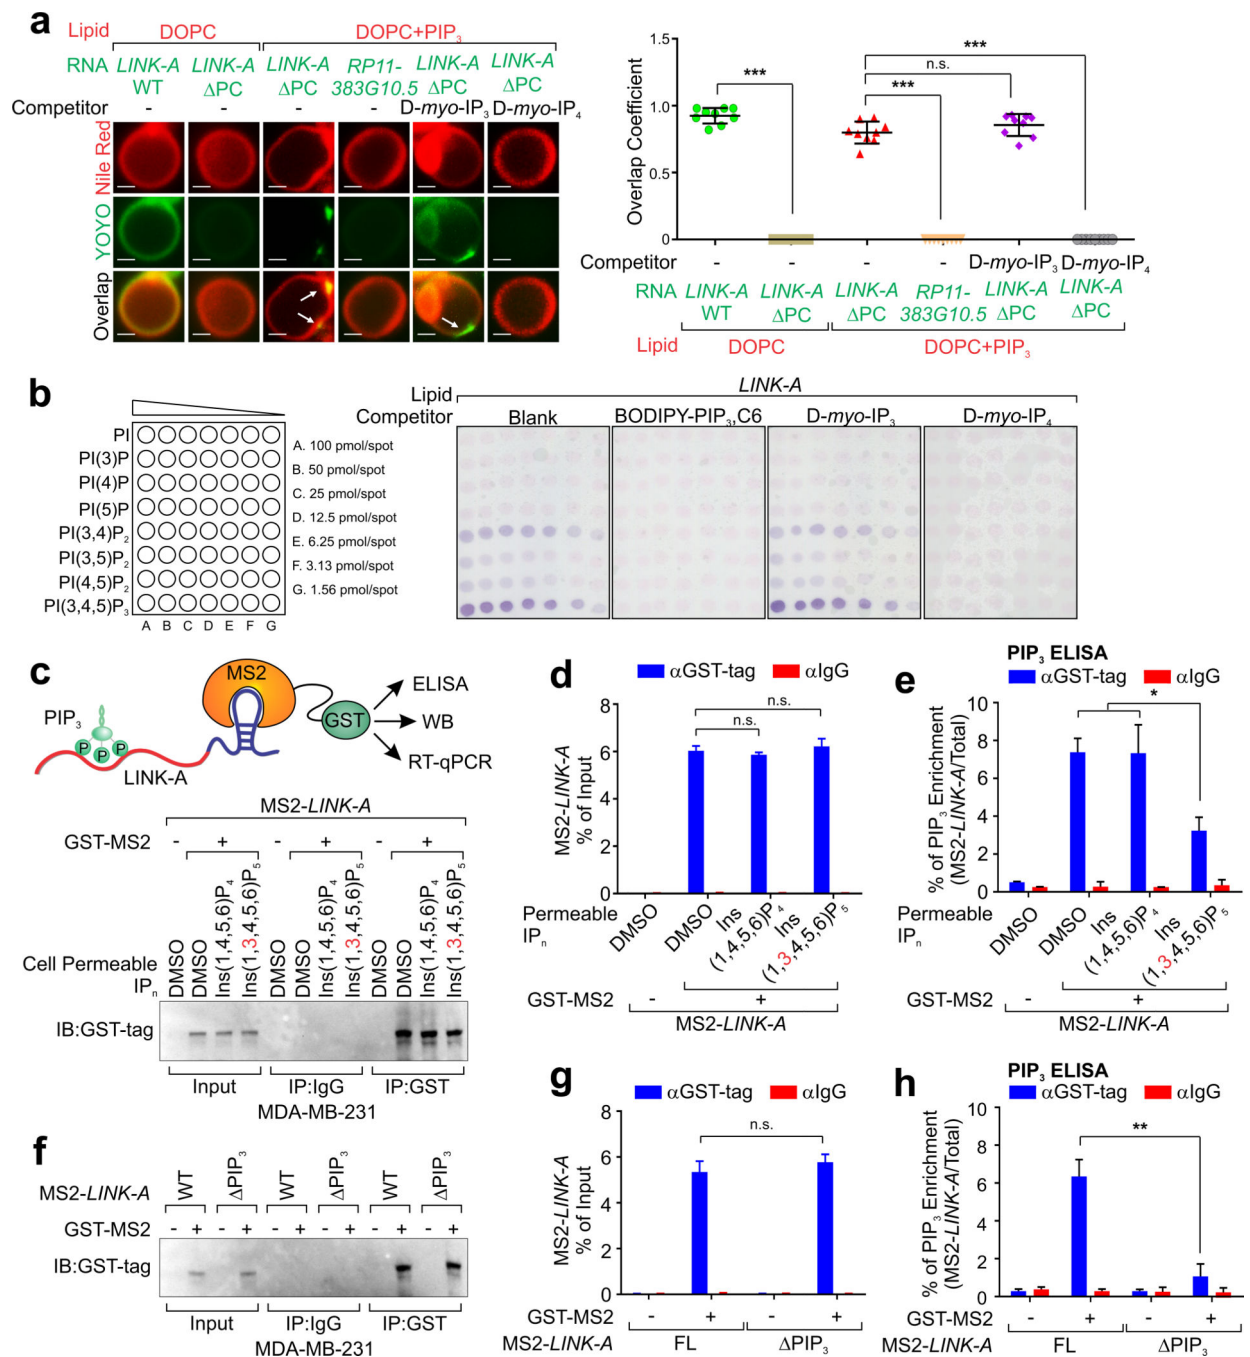 a
Lipid DOPC DOPC+PIP3
RNA LINK-A WT LINK-A ΔPC LINK-A ΔPC RP11-383G10.5 LINK-A ΔPC LINK-A ΔPC
Competitor - - - - D-myo-IP3 D-myo-IP4
Nile Red
YOYO
Overlap
Overlap Coefficient
1.5
1.0
0.5
0.0
***
***
n.s.
***
Competitor - - - - D-myo-IP3 D-myo-IP4
RNA LINK-A WT LINK-A ΔPC LINK-A ΔPC RP11-383G10.5 LINK-A ΔPC LINK-A ΔPC
Lipid DOPC DOPC+PIP3
b
PI
PI(3)P
PI(4)P
PI(5)P
PI(3,4)P2
PI(3,5)P2
PI(4,5)P2
PI(3,4,5)P3
A B C D E F G
A. 100 pmol/spot
B. 50 pmol/spot
C. 25 pmol/spot
D. 12.5 pmol/spot
E. 6.25 pmol/spot
F. 3.13 pmol/spot
G. 1.56 pmol/spot
LINK-A
Lipid Competitor
Blank BODIPY-PIP3,C6 D-myo-IP3 D-myo-IP4
c
PIP3
P P P
LINK-A
MS2
GST
ELISA
WB
RT-qPCR
MS2-LINK-A
GST-MS2 - + + - +
Cell Permeable IPn
DMSO DMSO Ins(1,4,5,6)P4 Ins(1,3,4,5,6)P5 DMSO Ins(1,4,5,6)P4 Ins(1,3,4,5,6)P5 DMSO DMSO Ins(1,4,5,6)P4 Ins(1,3,4,5,6)P5
IB:GST-tag
Input IP:IgG IP:GST
MDA-MB-231
d
αGST-tag αIgG
MS2-LINK-A % of Input
8
6
4
2
0
n.s.
n.s.
Permeable IPn
DMSO DMSO Ins (1,4,5,6)P4 Ins (1,3,4,5,6)P5
GST-MS2 - +
MS2-LINK-A
e
PIP3 ELISA
αGST-tag αIgG
% of PIP3 Enrichment (MS2-LINK-A/Total)
10
8
6
4
2
0
*
Permeable IPn
DMSO DMSO Ins (1,4,5,6)P4 Ins (1,3,4,5,6)P5
GST-MS2 - +
MS2-LINK-A
f
MS2-LINK-A WT ΔPIP3 WT ΔPIP3 WT ΔPIP3
GST-MS2 - + - + - + - + - + - +
IB:GST-tag
Input IP:IgG IP:GST
MDA-MB-231
g
αGST-tag αIgG
MS2-LINK-A % of Input
8
6
4
2
0
n.s.
GST-MS2 - + - +
MS2-LINK-A FL ΔPIP3
h
PIP3 ELISA
αGST-tag αIgG
% of PIP3 Enrichment (MS2-LINK-A/Total)
10
8
6
4
2
0
**
GST-MS2 - + - +
MS2-LINK-A FL ΔPIP3